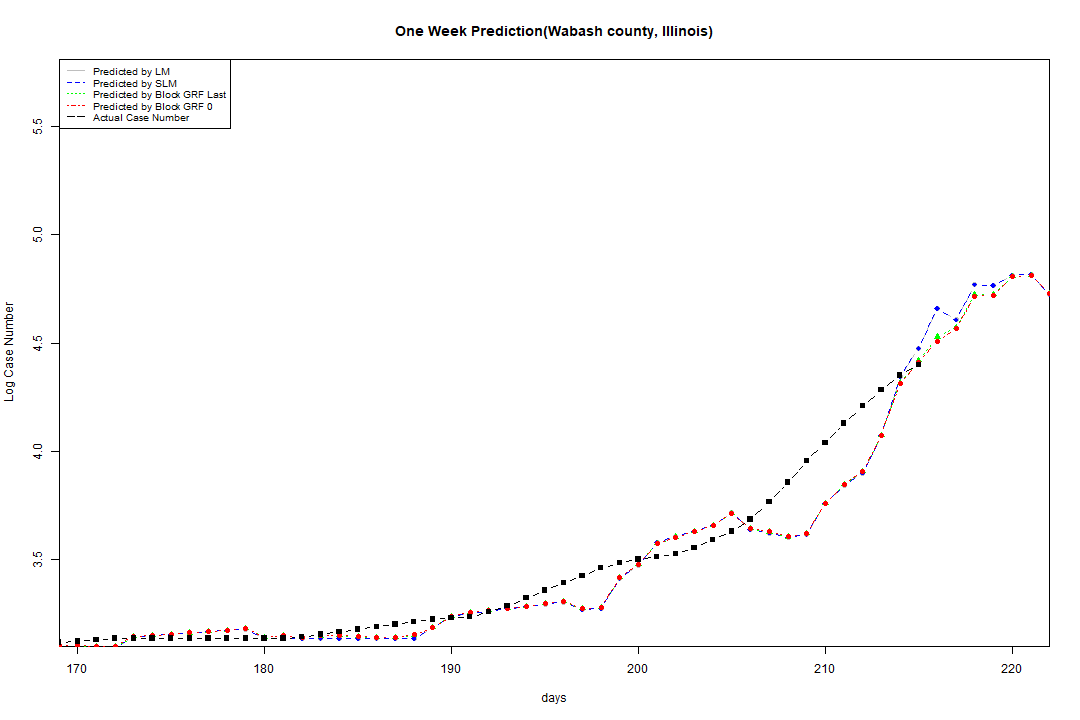 One Week Prediction(Wabash county, Illinois)
Predicted by LM
Predicted by SLM
Predicted by Block GRF Last
Predicted by Block GRF 0
Actual Case Number
5.5
5.0
4.5
4.0
3.5
Log Case Number
170 180 190 200 210 220
days